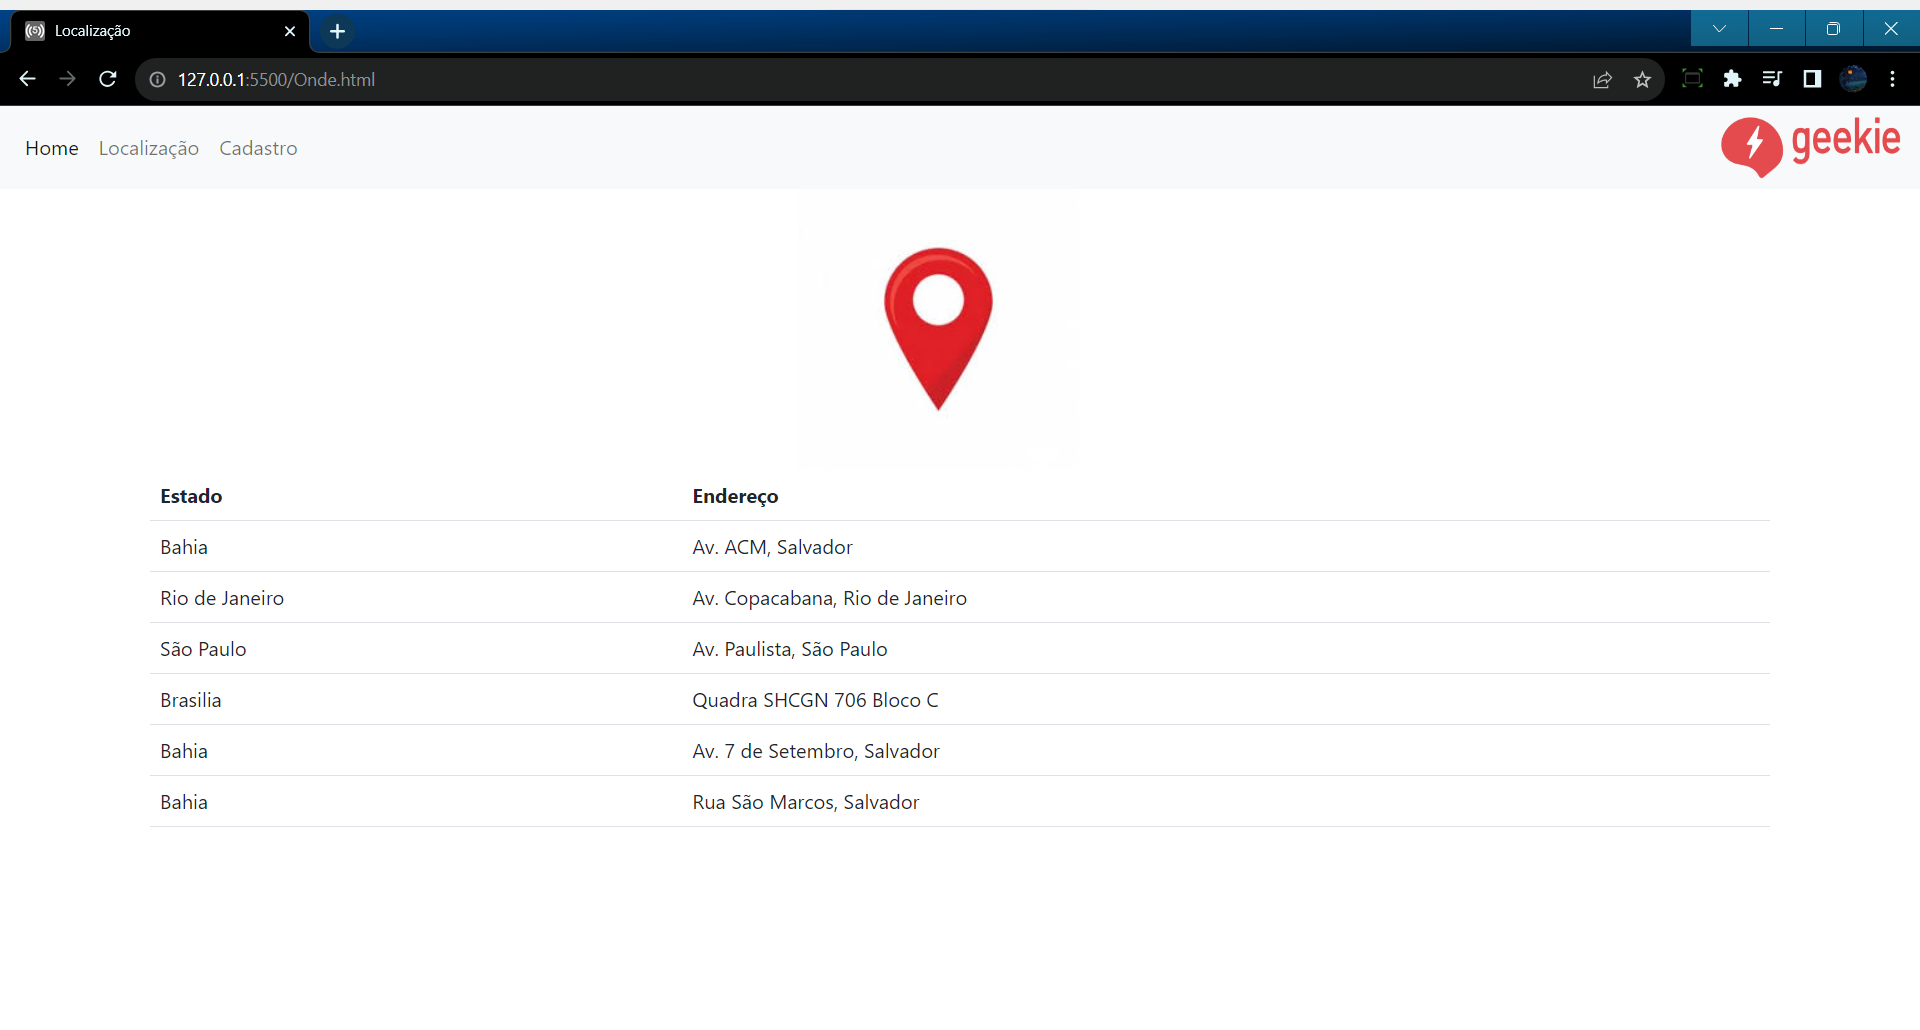 Localização
127.0.0.1:5500/Onde.html
Home Localização Cadastro
geekie
Estado Endereço
Bahia Av. ACM, Salvador
Rio de Janeiro Av. Copacabana, Rio de Janeiro
São Paulo Av. Paulista, São Paulo
Brasilia Quadra SHCGN 706 Bloco C
Bahia Av. 7 de Setembro, Salvador
Bahia Rua São Marcos, Salvador